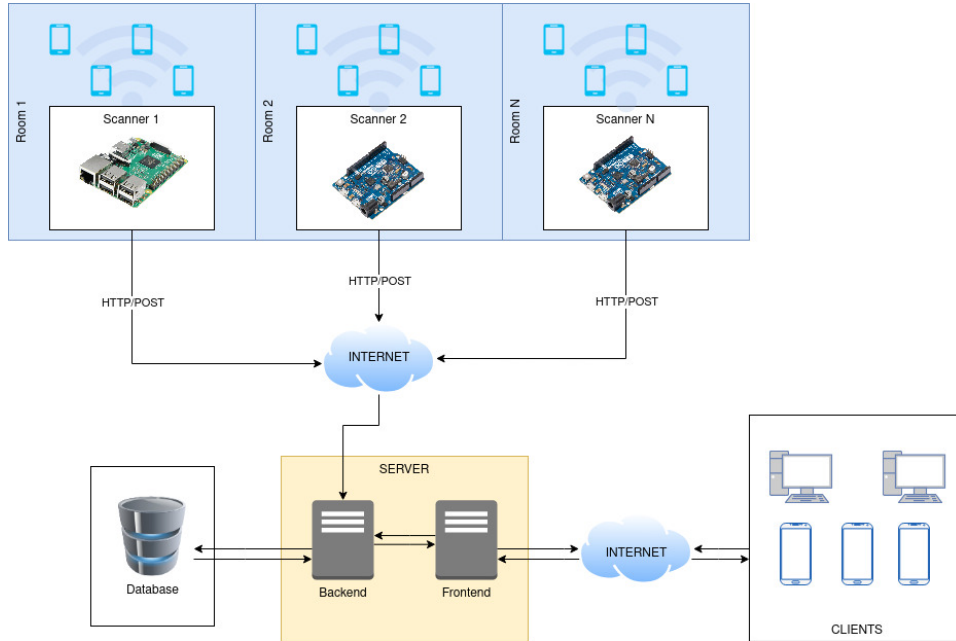 Room 1
Scanner 1
Room 2
Scanner 2
Room N
Scanner N
HTTP/POST
HTTP/POST
HTTP/POST
INTERNET
SERVER
Database
Backend
Frontend
INTERNET
CLIENTS